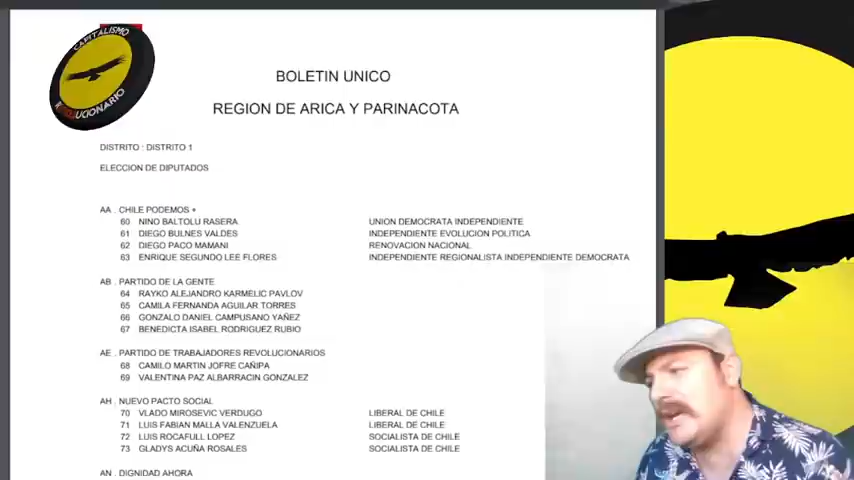 CAPITALISMO
REVOLUCIONARIO
BOLETIN UNICO
REGION DE ARICA Y PARINACOTA
DISTRITO : DISTRITO 1
ELECCION DE DIPUTADOS
AA . CHILE PODEMOS +
60 NINO BALTOLU RASERA UNION DEMOCRATA INDEPENDIENTE
61 DIEGO BULNES VALDES INDEPENDIENTE EVOLUCION POLITICA
62 DIEGO PACO MAMANI RENOVACION NACIONAL
63 ENRIQUE SEGUNDO LEE FLORES INDEPENDIENTE REGIONALISTA INDEPENDIENTE DEMOCRATA
AB . PARTIDO DE LA GENTE
64 RAYKO ALEJANDRO KARMELIC PAVLOV
65 CAMILA FERNANDA AGUILAR TORRES
66 GONZALO DANIEL CAMPUSANO YAÑEZ
67 BENEDICTA ISABEL RODRIGUEZ RUBIO
AE . PARTIDO DE TRABAJADORES REVOLUCIONARIOS
68 CAMILO MARTIN JOFRE CAÑIPA
69 VALENTINA PAZ ALBARRACIN GONZALEZ
AH . NUEVO PACTO SOCIAL
70 VLADO MIROSEVIC VERDUGO LIBERAL DE CHILE
71 LUIS FABIAN MALLA VALENZUELA LIBERAL DE CHILE
72 LUIS ROCAFULL LOPEZ SOCIALISTA DE CHILE
73 GLADYS ACUÑA ROSALES SOCIALISTA DE CHILE
AN . DIGNIDAD AHORA